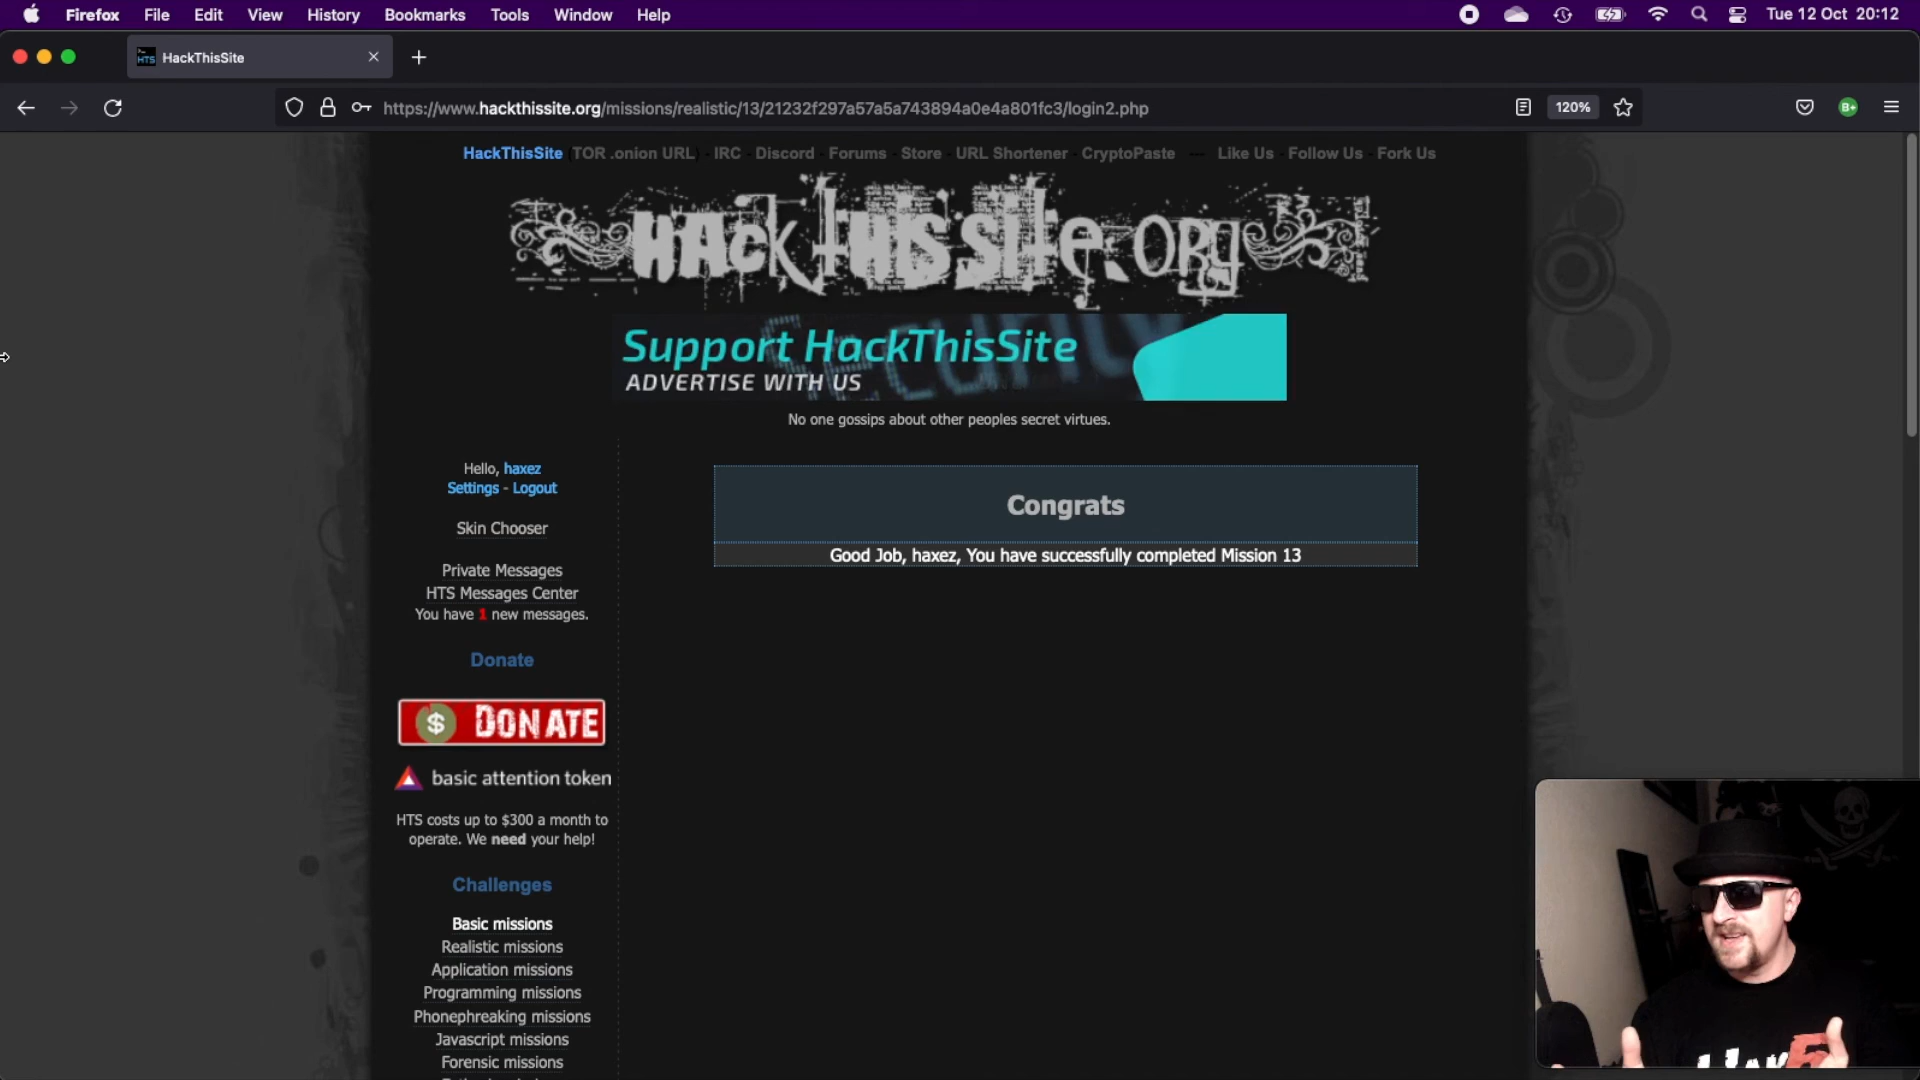 Firefox File Edit View History Bookmarks Tools Window Help Tue 12 Oct 20:12
HTS HackThisSite
https://www.hackthissite.org/missions/realistic/13/21232f297a57a5a743894a0e4a801fc3/login2.php 120% B+
HackThisSite (TOR .onion URL) - IRC - Discord - Forums - Store - URL Shortener - CryptoPaste --- Like Us - Follow Us - Fork Us
HACK THIS SITE.ORG
Support HackThisSite
ADVERTISE WITH US
No one gossips about other peoples secret virtues.
Hello, haxez
Settings - Logout
Skin Chooser
Private Messages
HTS Messages Center
You have 1 new messages.
Donate
$ DONATE
basic attention token
HTS costs up to $300 a month to
operate. We need your help!
Challenges
Basic missions
Realistic missions
Application missions
Programming missions
Phonephreaking missions
Javascript missions
Forensic missions
Congrats
Good Job, haxez, You have successfully completed Mission 13